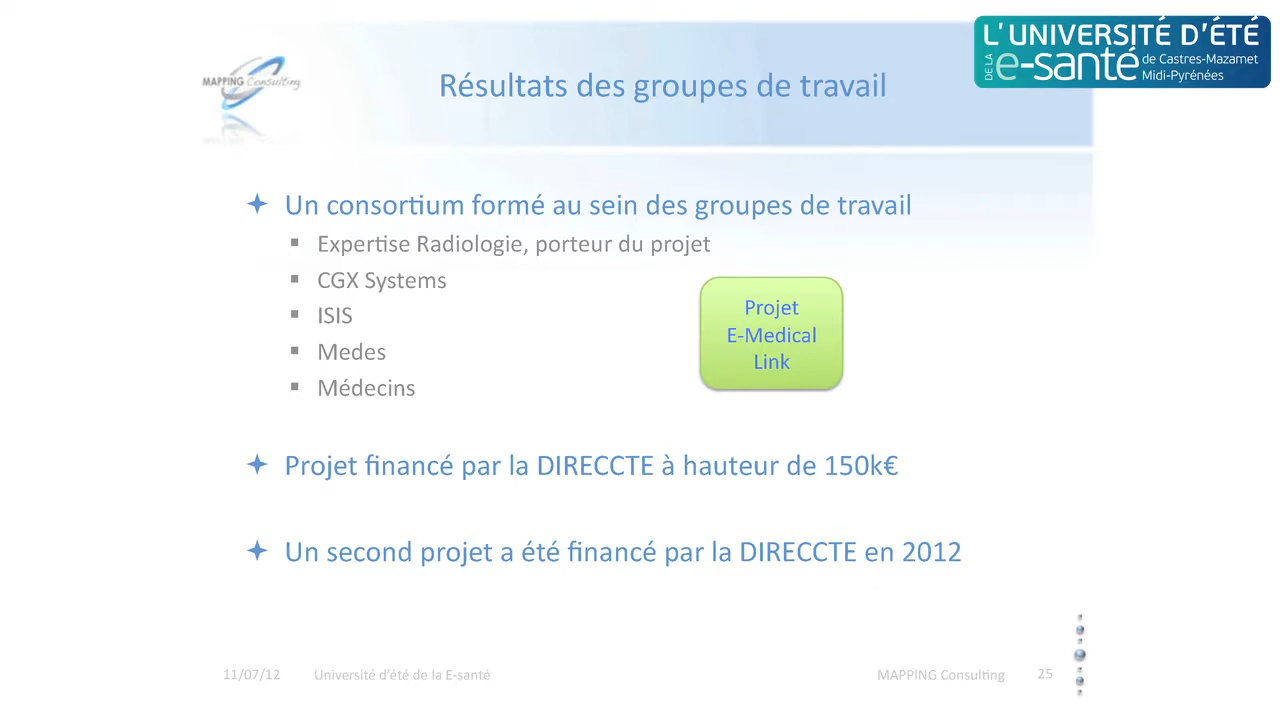 L'UNIVERSITÉ D'ÉTÉ
DE LA e-santé de Castres-Mazamet
Midi-Pyrénées
MAPPING Consulting
Résultats des groupes de travail
Un consortium formé au sein des groupes de travail
Expertise Radiologie, porteur du projet
CGX Systems
ISIS
Medes
Médecins
Projet
E-Medical
Link
Projet financé par la DIRECCTE à hauteur de 150k€
Un second projet a été financé par la DIRECCTE en 2012
11/07/12 Université d'été de la E-santé MAPPING Consulting 25